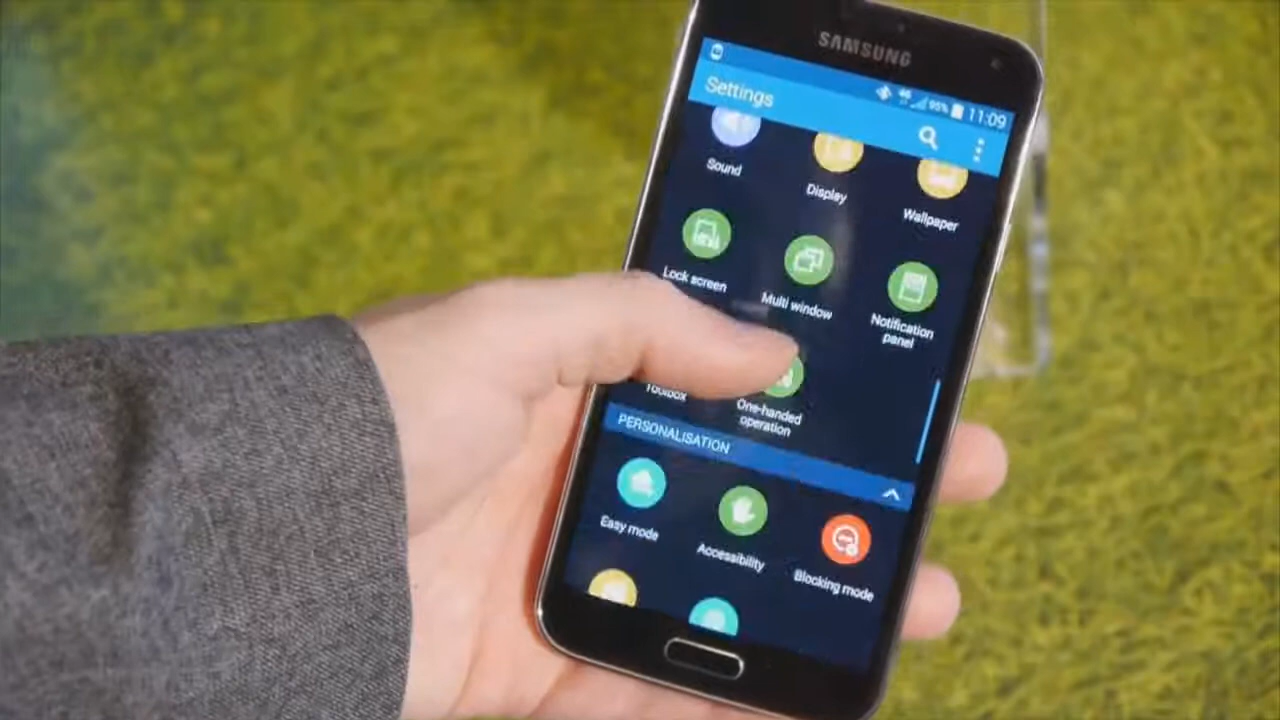 SAMSUNG
4G 95% 11:09
Settings
Sound
Display
Wallpaper
Lock screen
Multi window
Notification
panel
Toolbox
One-handed
operation
PERSONALISATION
Easy mode
Accessibility
Blocking mode